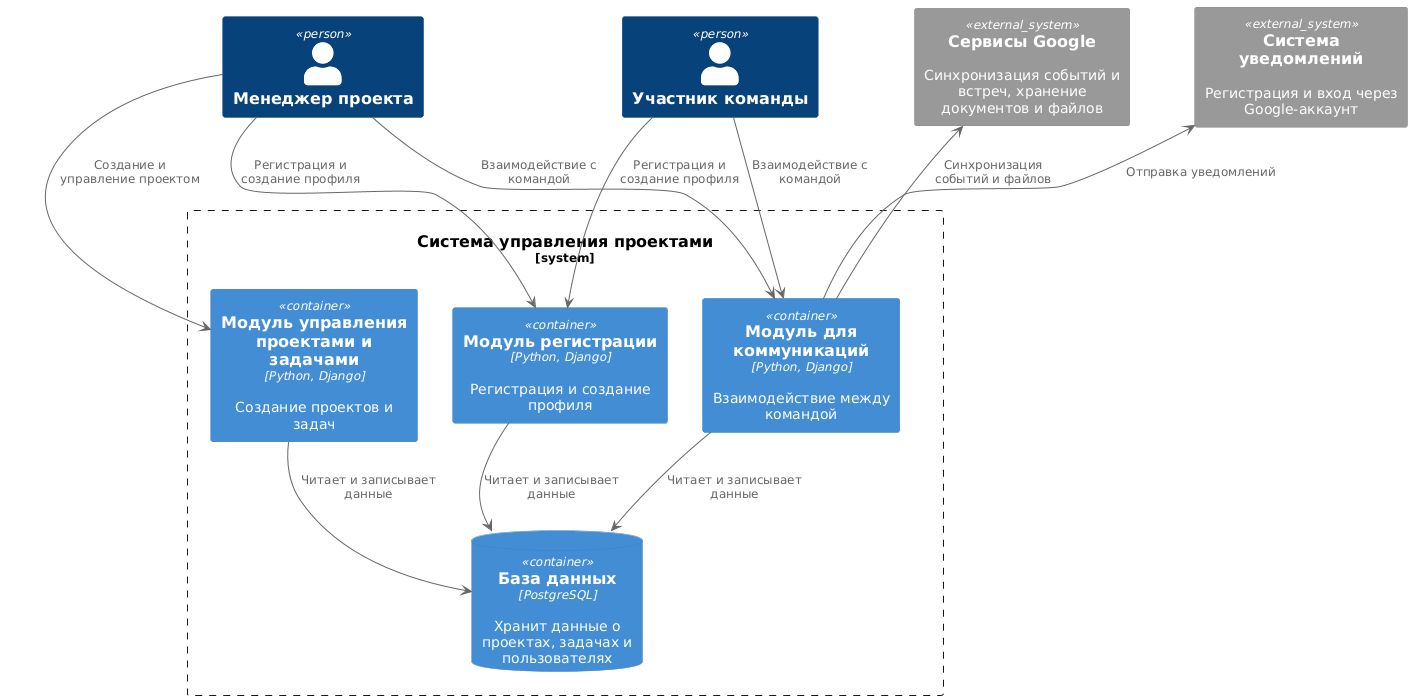 «person»
Менеджер проекта
«person»
Участник команды
«external_system»
Сервисы Google
Синхронизация событий и
встреч, хранение
документов и файлов
«external_system»
Система
уведомлений
Регистрация и вход через
Google-аккаунт
Создание и
управление проектом
Регистрация и
создание профиля
Взаимодействие с
командой
Регистрация и
создание профиля
Взаимодействие с
командой
Синхронизация
событий и файлов
Отправка уведомлений
Система управления проектами
[system]
«container»
Модуль управления
проектами и
задачами
[Python, Django]
Создание проектов и
задач
«container»
Модуль регистрации
[Python, Django]
Регистрация и создание
профиля
«container»
Модуль для
коммуникаций
[Python, Django]
Взаимодействие между
командой
Читает и записывает
данные
Читает и записывает
данные
Читает и записывает
данные
«container»
База данных
[PostgreSQL]
Хранит данные о
проектах, задачах и
пользователях